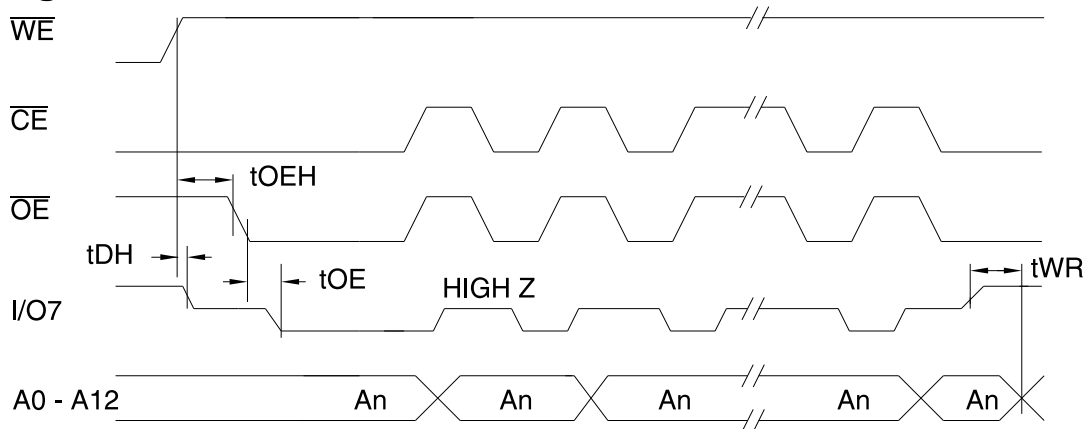 WE
CE
tOEH
OE
tDH
tOE
tWR
HIGH Z
I/O7
A0 - A12 An An An An An